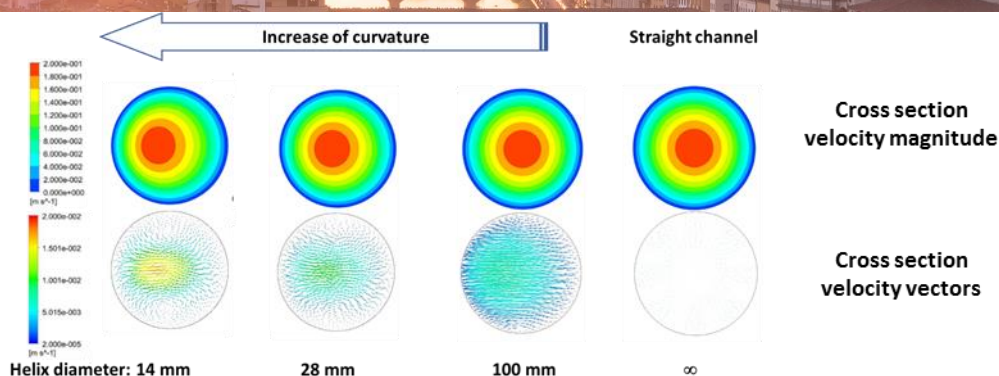 Increase of curvature
Straight channel
2.000e-001
1.800e-001
1.600e-001
1.400e-001
1.200e-001
1.000e-001
8.000e-002
6.000e-002
4.000e-002
2.000e-002
0.000e+000
[m s^-1]
Cross section
velocity magnitude
2.000e-002
1.501e-002
1.001e-002
5.015e-003
2.000e-005
[m s^-1]
Cross section
velocity vectors
Helix diameter: 14 mm
28 mm
100 mm
∞